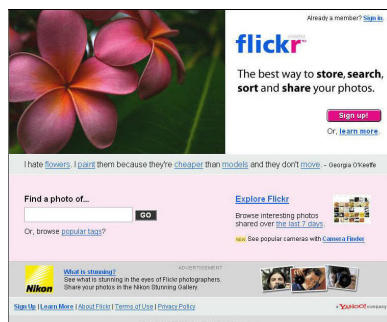 Already a member? Sign in.
flickr
The best way to store, search,
sort and share your photos.
Sign up!
Or, learn more.
I hate flowers. I paint them because they're cheaper than models and they don't move. - Georgia O'Keeffe
Find a photo of...
GO
Or, browse popular tags?
Explore Flickr
Browse interesting photos
shared over the last 7 days.
NEW See popular cameras with Camera Finder
ADVERTISEMENT
Nikon
What is stunning?
See what is stunning in the eyes of Flickr photographers.
Share your photos in the Nikon Stunning Gallery.
Sign Up | Learn More | About Flickr | Terms of Use | Privacy Policy
a YAHOO! company